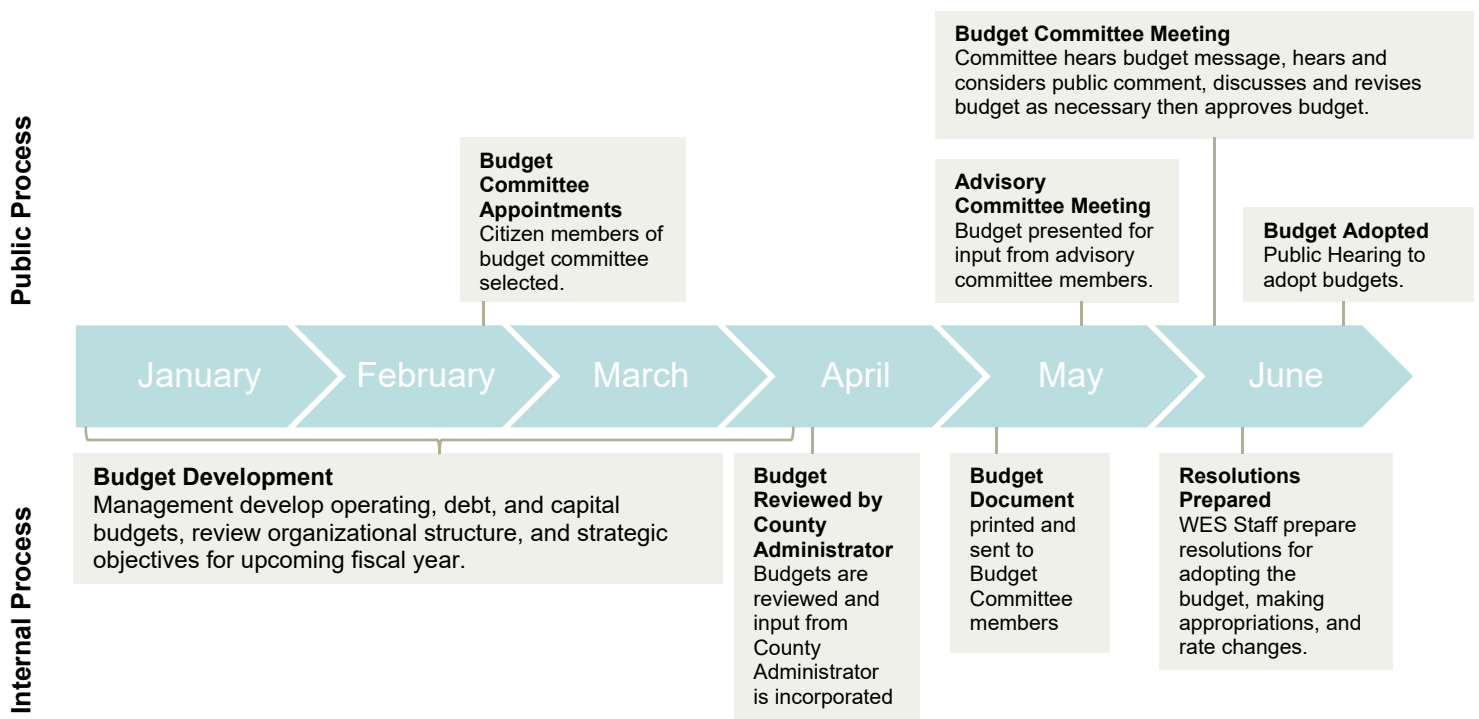 Public Process
Budget Committee Meeting
Committee hears budget message, hears and
considers public comment, discusses and revises
budget as necessary then approves budget.
Budget
Committee
Appointments
Citizen members of
budget committee
selected.
Advisory
Committee Meeting
Budget presented for
input from advisory
committee members.
Budget Adopted
Public Hearing to
adopt budgets.
January
February
March
April
May
June
Internal Process
Budget Development
Management develop operating, debt, and capital
budgets, review organizational structure, and strategic
objectives for upcoming fiscal year.
Budget
Reviewed by
County
Administrator
Budgets are
reviewed and
input from
County
Administrator
is incorporated
Budget
Document
printed and
sent to
Budget
Committee
members
Resolutions
Prepared
WES Staff prepare
resolutions for
adopting the
budget, making
appropriations, and
rate changes.